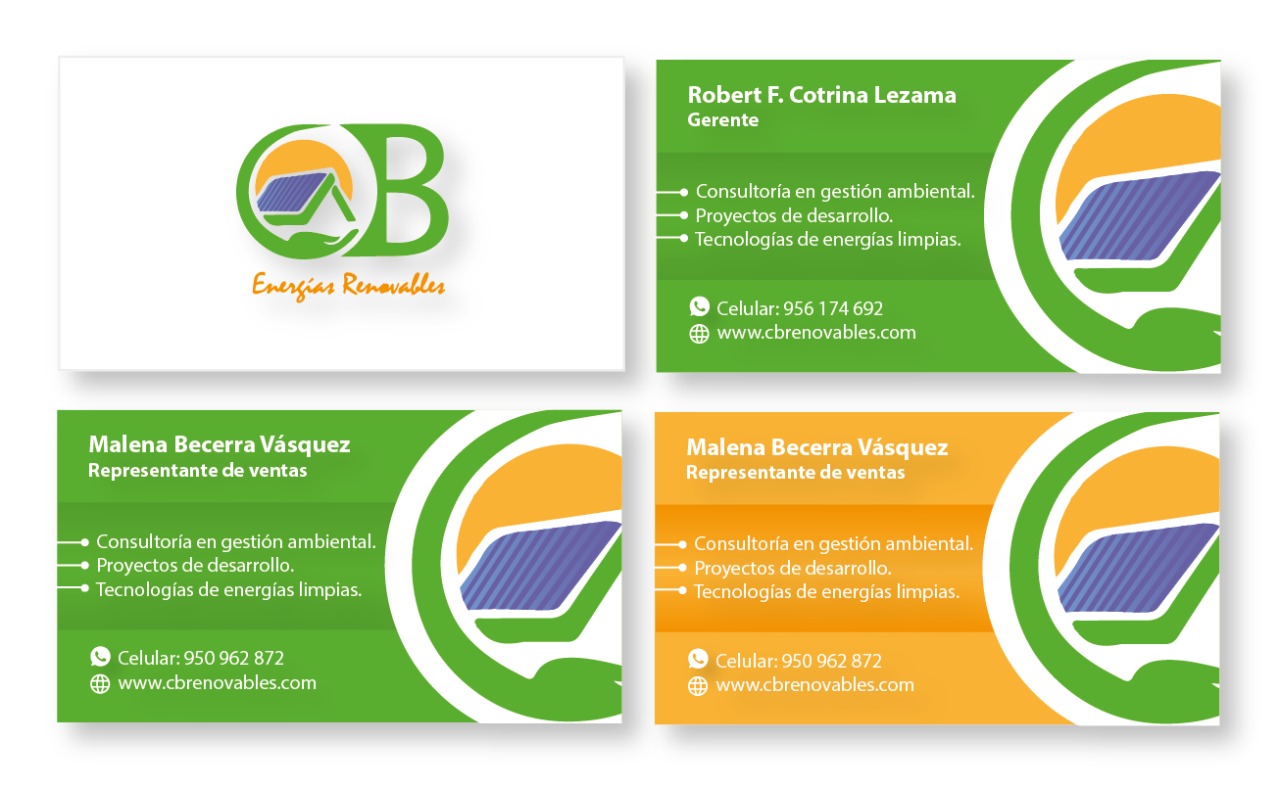 CB
Energías Renovables
Robert F. Cotrina Lezama
Gerente
Consultoría en gestión ambiental.
Proyectos de desarrollo.
Tecnologías de energías limpias.
Celular: 956 174 692
www.cbrenovables.com
Malena Becerra Vásquez
Representante de ventas
Consultoría en gestión ambiental.
Proyectos de desarrollo.
Tecnologías de energías limpias.
Celular: 950 962 872
www.cbrenovables.com
Malena Becerra Vásquez
Representante de ventas
Consultoría en gestión ambiental.
Proyectos de desarrollo.
Tecnologías de energías limpias.
Celular: 950 962 872
www.cbrenovables.com